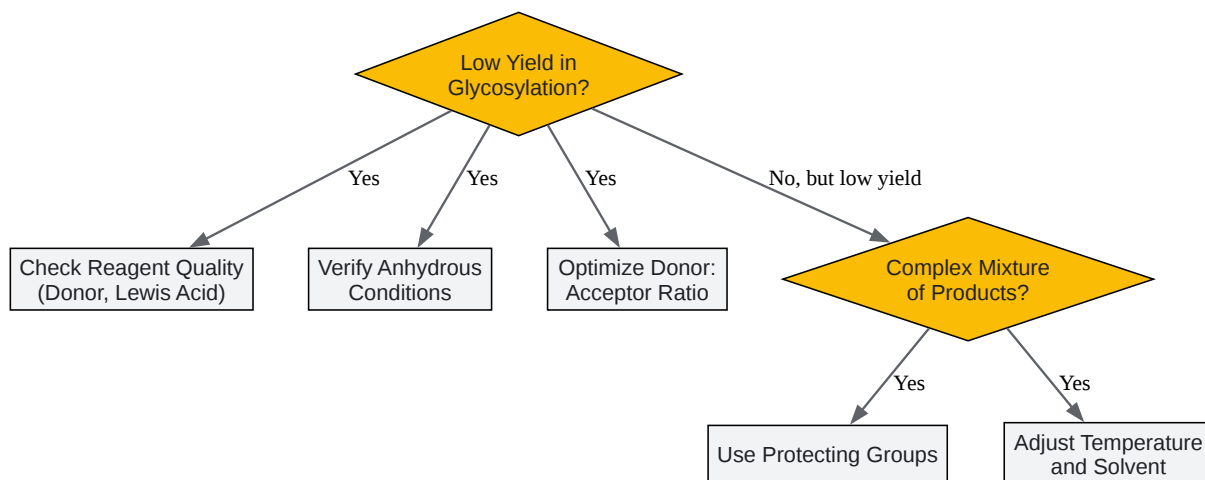 Low Yield in
Glycosylation?
Yes
Yes
Yes
No, but low yield
Check Reagent Quality
(Donor, Lewis Acid)
Verify Anhydrous
Conditions
Optimize Donor:
Acceptor Ratio
Complex Mixture
of Products?
Yes
Yes
Use Protecting Groups
Adjust Temperature
and Solvent